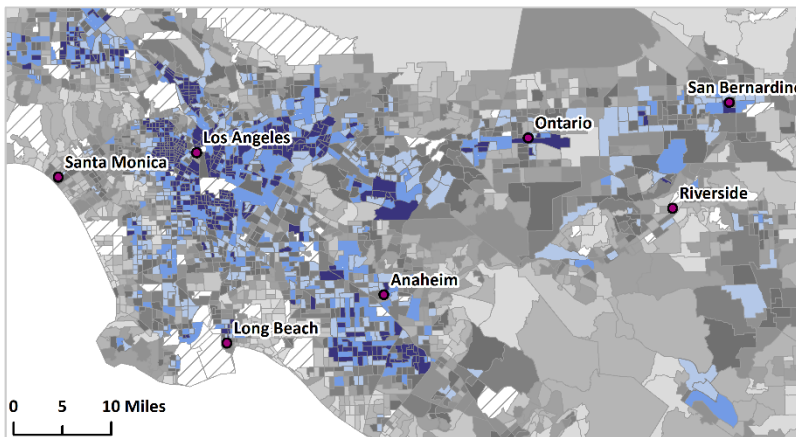 San Bernardino
Ontario
Los Angeles
Santa Monica
Riverside
Anaheim
Long Beach
0 5 10 Miles